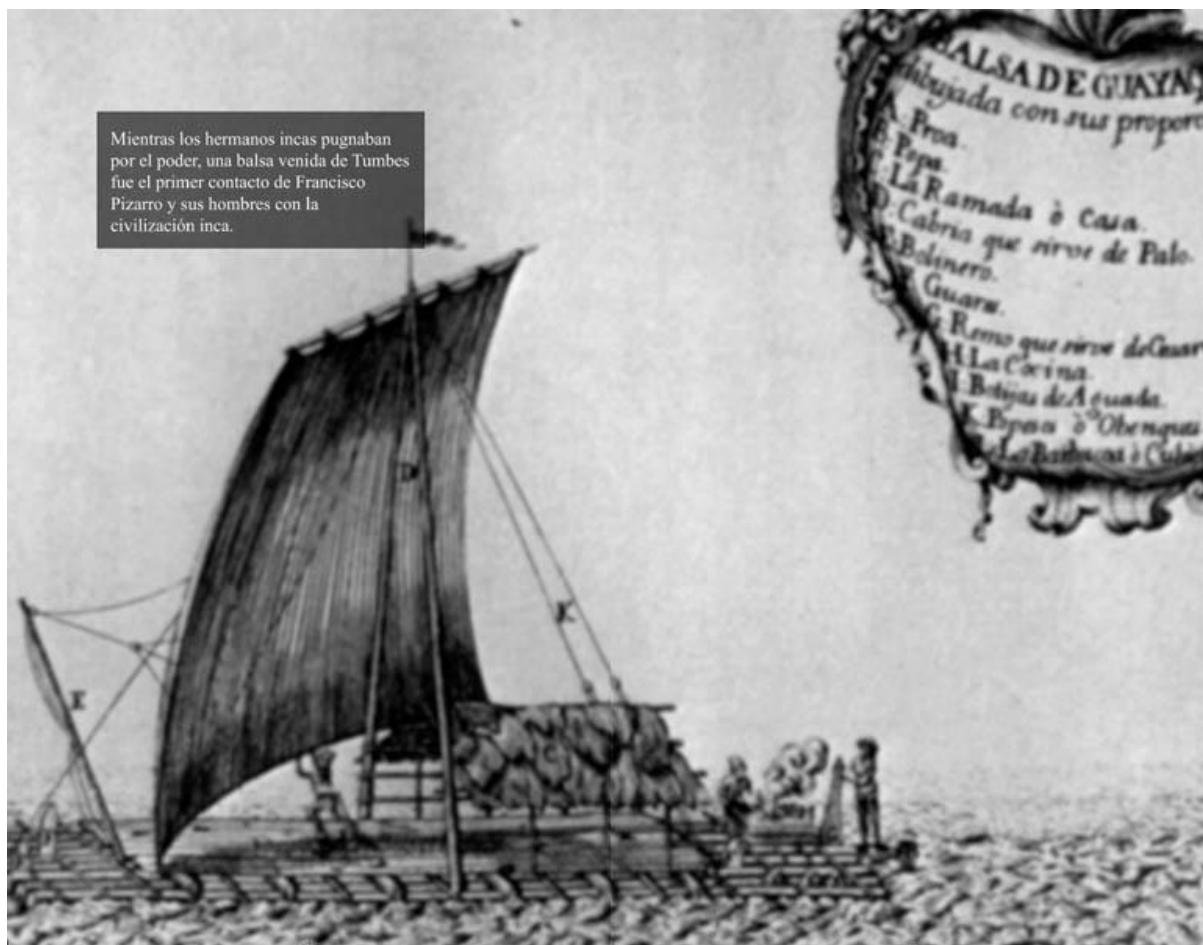 Mientras los hermanos incas pugnaban
por el poder, una balsa venida de Tumbes
fue el primer contacto de Francisco
Pizarro y sus hombres con la
civilización inca.
BALSA DE GUAYA
dibujada con sus propor
A. Proa.
B. Popa.
C. La Ramada ò Casa.
D. Cabria que sirve de Palo.
E. Bolinero.
F. Guares.
G. Remo que sirve de Guar
H. La Cocina.
I. Botijas de Aguada.
K. ò Obenques
La ò
D
K
E